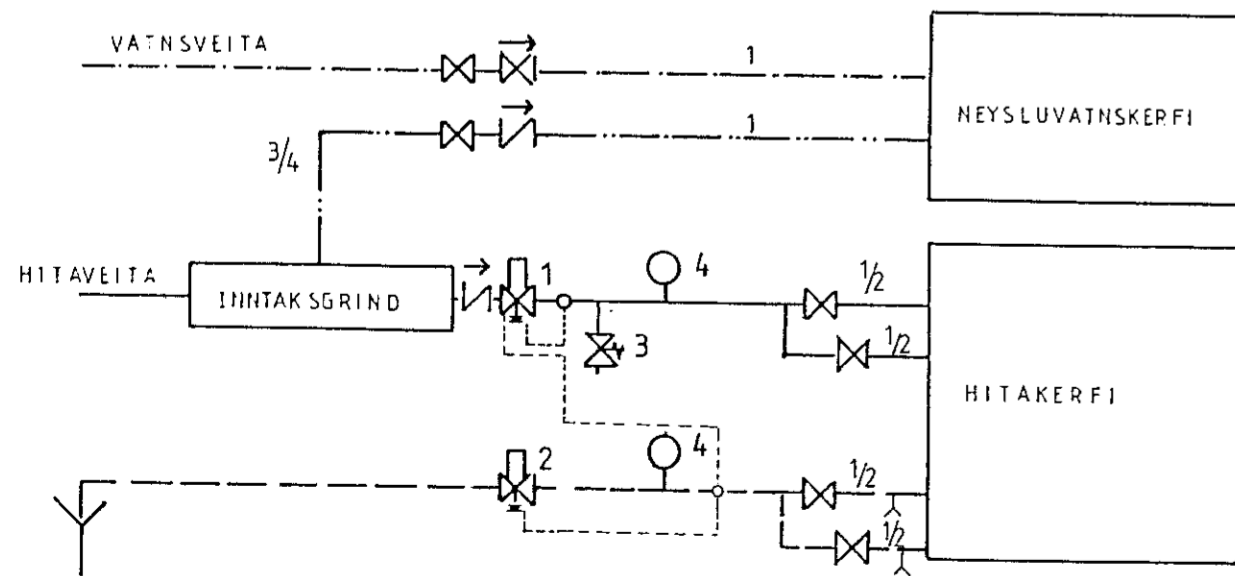 VATNSVEITA
1
NEYSLUVATNSKERFI
1
3/4
HITAVEITA
INNTAKSGRIND
1
4
1/2
3
1/2
HITAKERFI
2
4
1/2
1/2